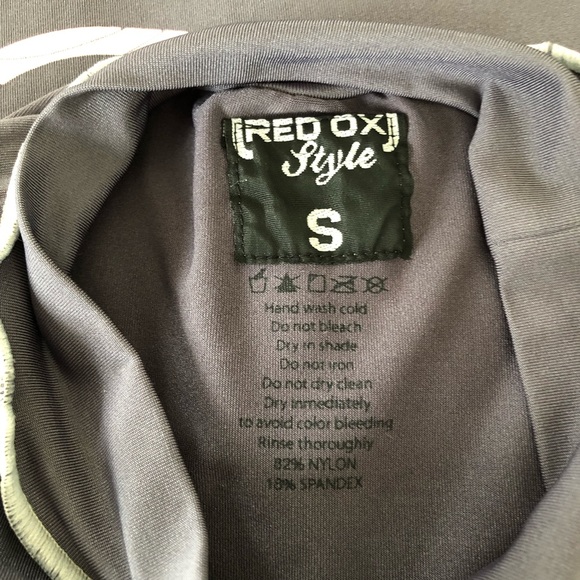 [RED OX]
Style
S
Hand wash cold
Do not bleach
Dry in shade
Do not iron
Do not dry clean
Dry immediately
to avoid color bleeding
Rinse thoroughly
82% NYLON
18% SPANDEX